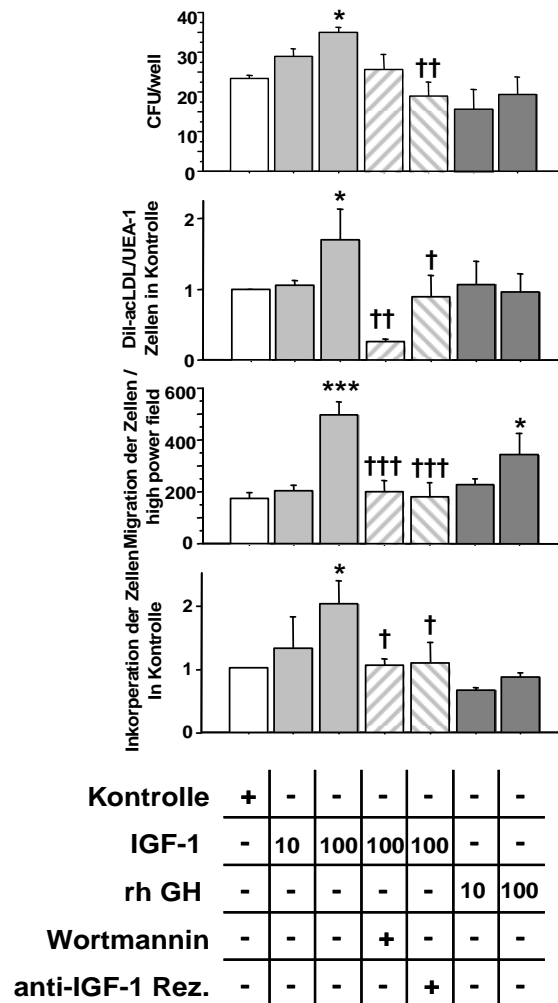 *
40
30
20
10
0
††
CFU/well
*
2
1
0
††
†
Dil-acLDL/UEA-1
Zellen in Kontrolle
***
*
600
400
200
0
†††
†††
Migration der Zellen /
high power field
*
2
1
0
†
†
Inkorperation der Zellen
In Kontrolle
Kontrolle + - - - - - -
IGF-1 - 10 100 100 100 - -
rh GH - - - - - 10 100
Wortmannin - - - + - - -
anti-IGF-1 Rez. - - - - + - -